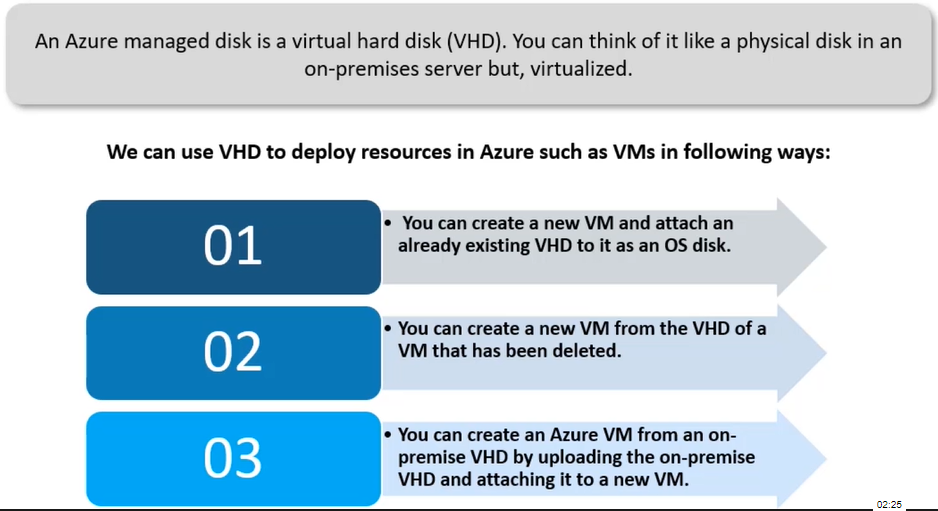 An Azure managed disk is a virtual hard disk (VHD). You can think of it like a physical disk in an
on-premises server but, virtualized.
We can use VHD to deploy resources in Azure such as VMs in following ways:
01
• You can create a new VM and attach an
already existing VHD to it as an OS disk.
02
• You can create a new VM from the VHD of a
VM that has been deleted.
03
• You can create an Azure VM from an on-
premise VHD by uploading the on-premise
VHD and attaching it to a new VM.
02:25